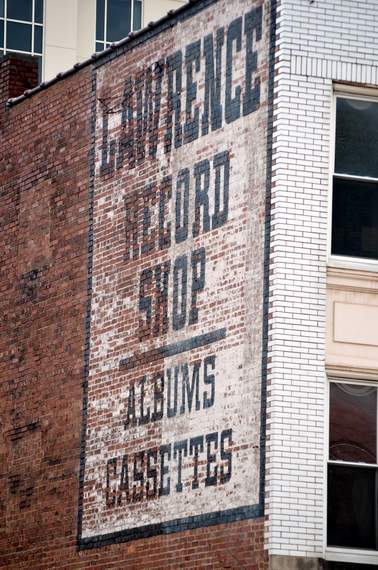 LAWRENCE
RECORD
SHOP
ALBUMS
CASSETTES